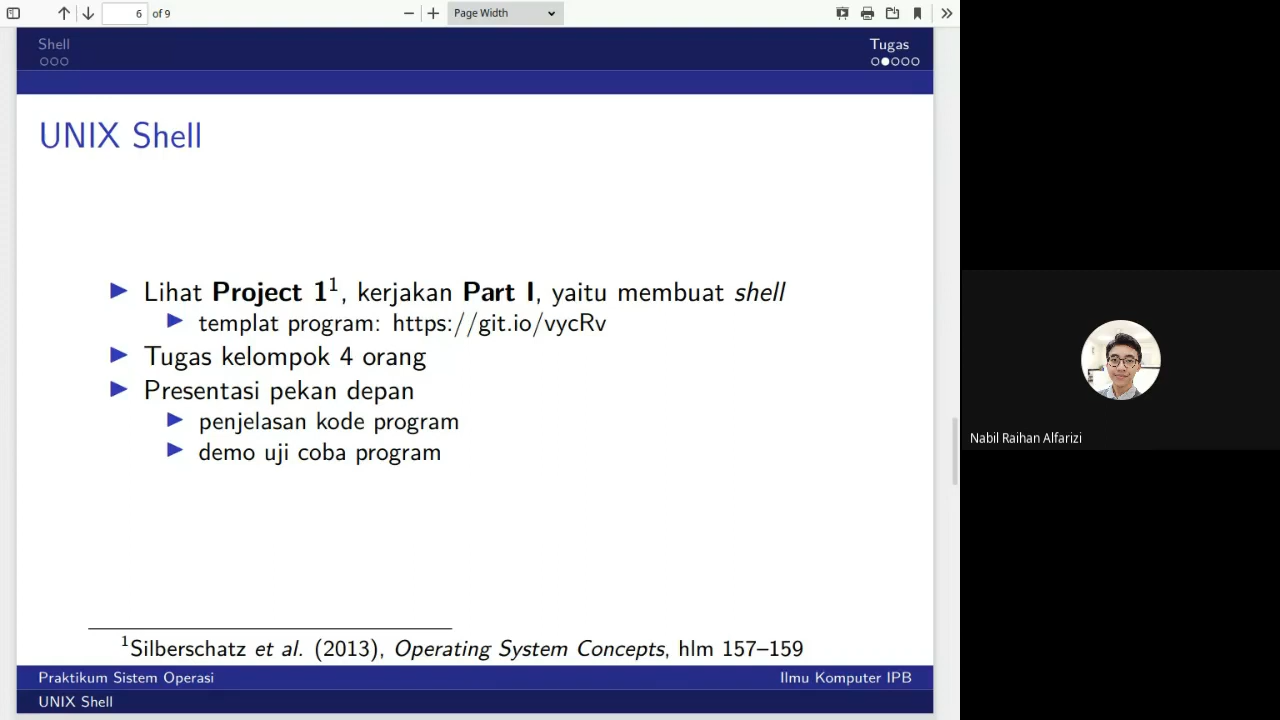 6 of 9
Page Width
Shell
Tugas
UNIX Shell
Lihat Project 1¹, kerjakan Part I, yaitu membuat shell
templat program: https://git.io/vycRv
Tugas kelompok 4 orang
Presentasi pekan depan
penjelasan kode program
demo uji coba program
¹Silberschatz et al. (2013), Operating System Concepts, hlm 157–159
Praktikum Sistem Operasi
Ilmu Komputer IPB
UNIX Shell
Nabil Raihan Alfarizi